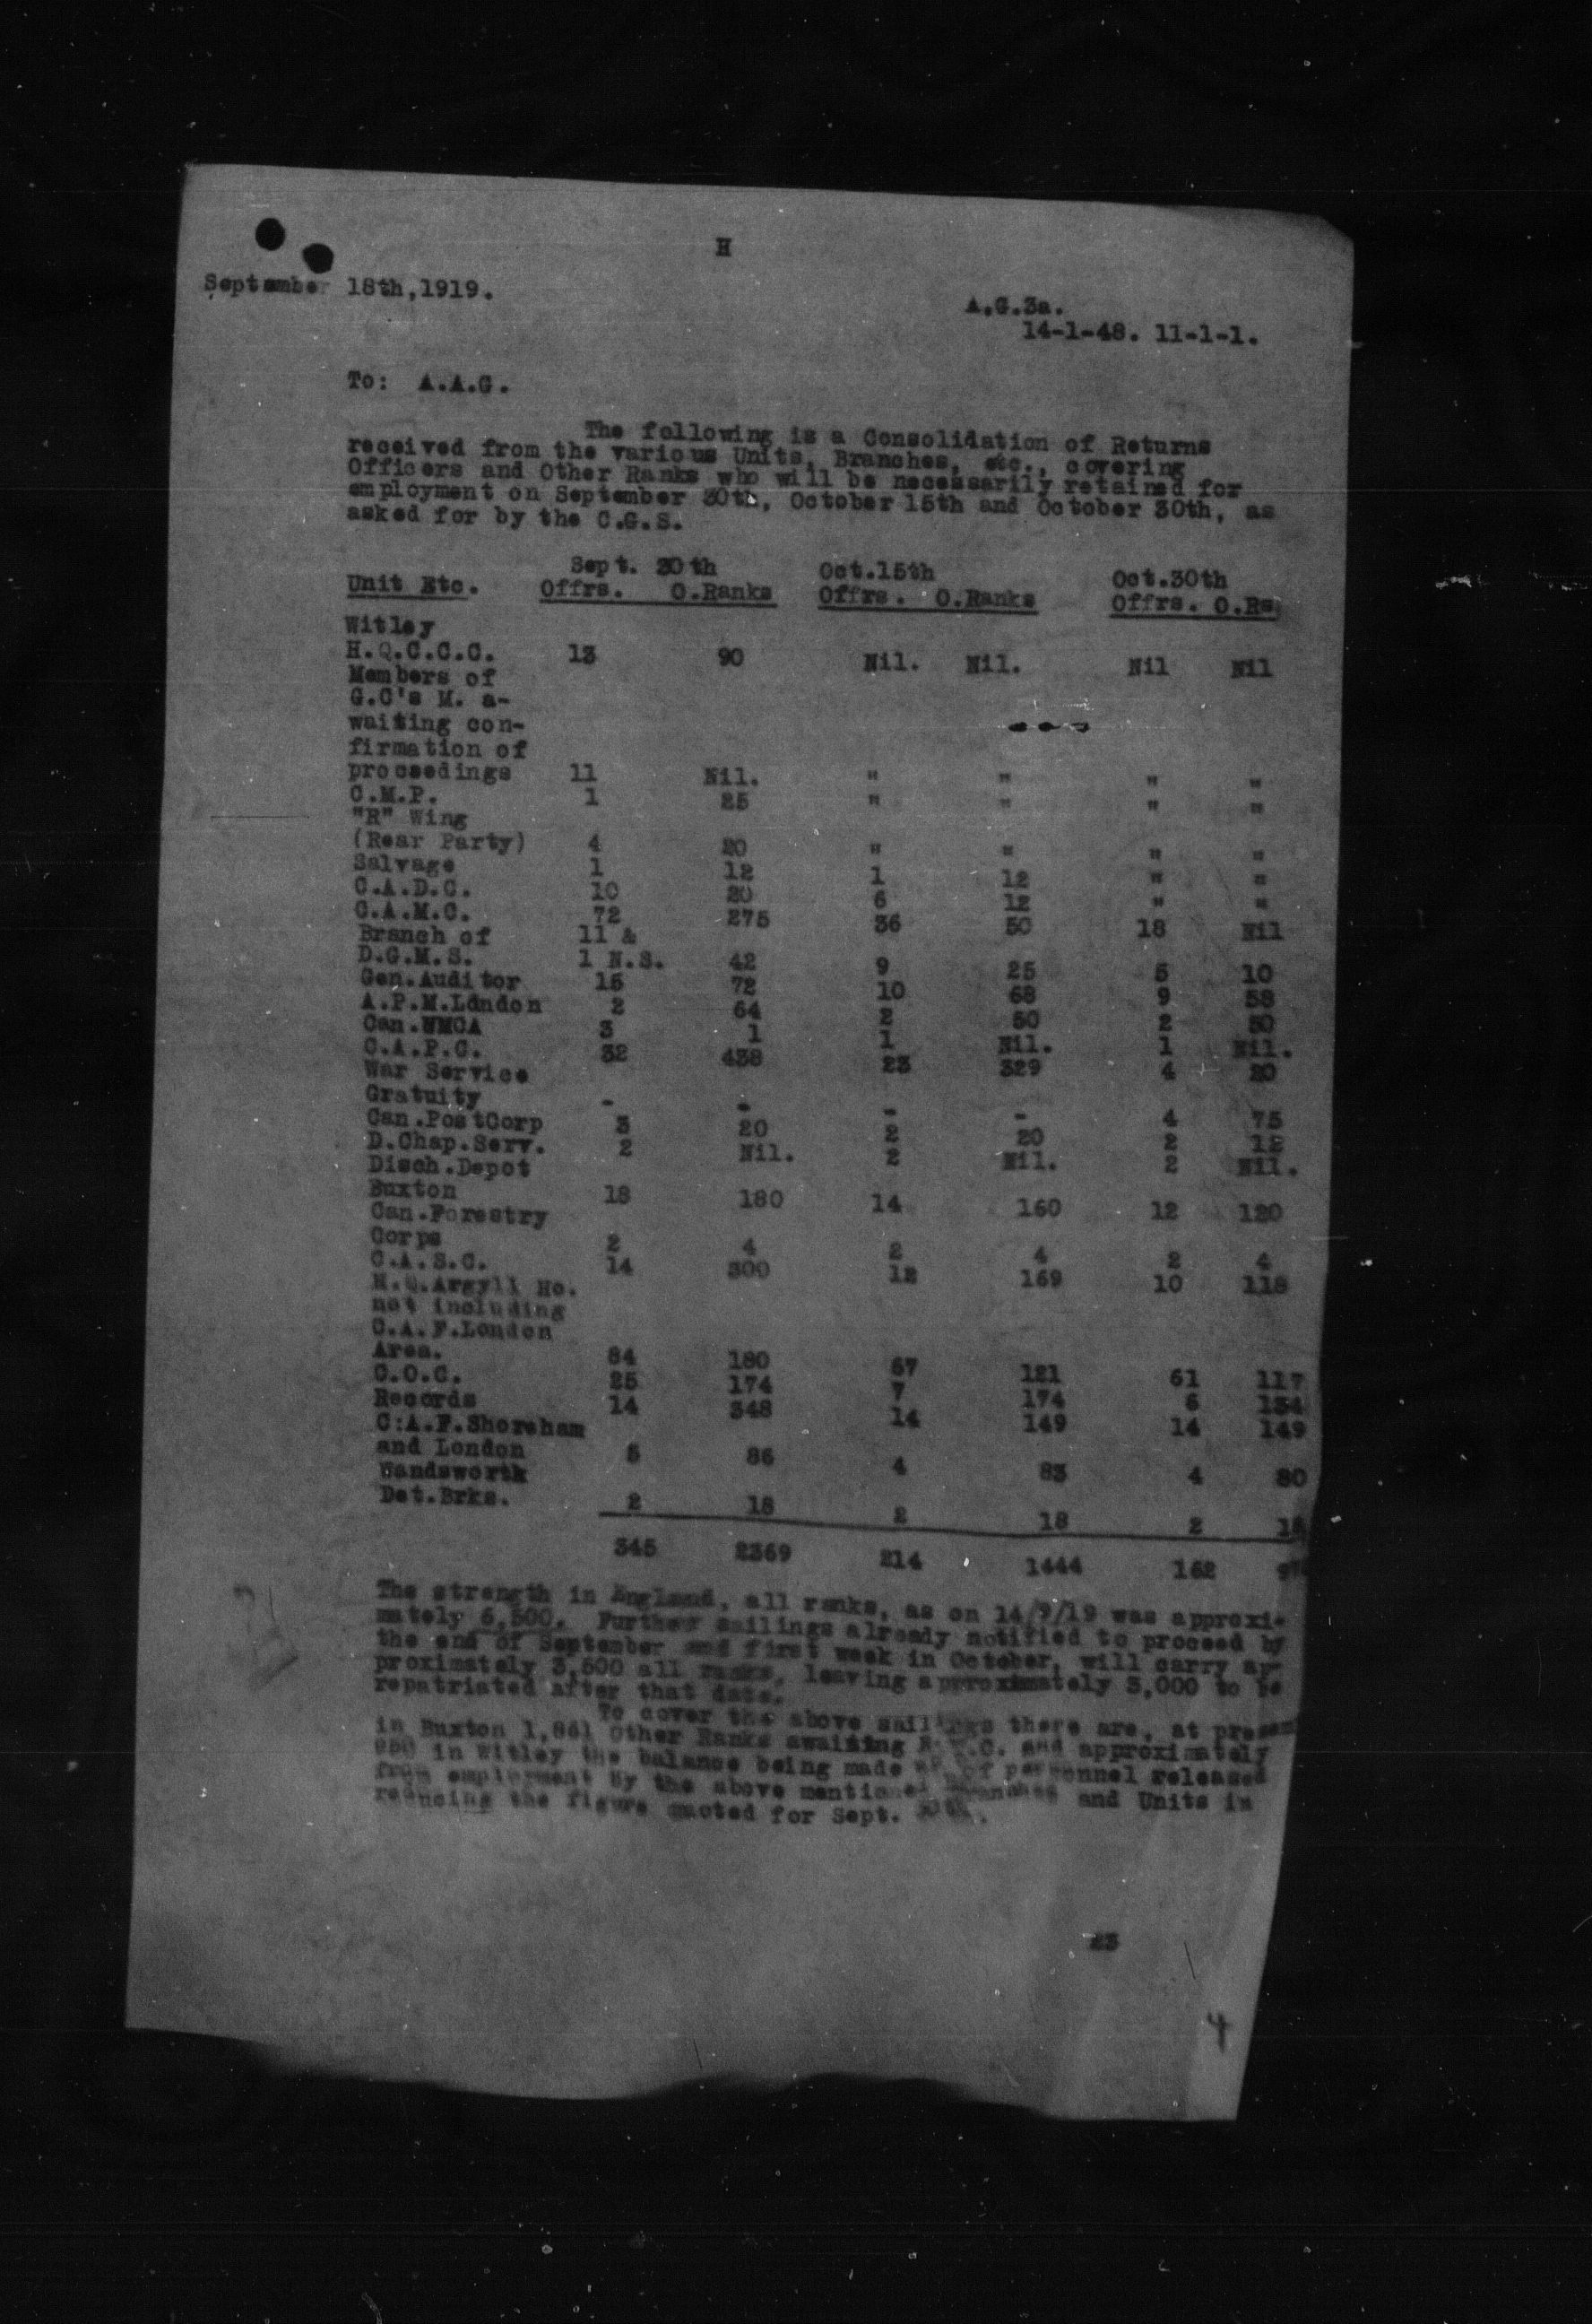 H
September 18th,1919.
A.G.3a.
14-1-48. 11-1-1.
To: A.A.G.
The following is a Consolidation of Returns
received from the various Units, Branches, etc., covering
Officers and Other Ranks who will be necessarily retained for
employment on September 30th, October 15th and October 30th, as
asked for by the C.G.S.
Sept. 30th Oct.15th Oct.30th
Unit Etc. Offrs. O.Ranks Offrs. O.Ranks Offrs. O.Rs
Witley
H.Q.C.C.C. 13 90 Nil. Nil. Nil Nil
Members of
G.C's M. a-
waiting con-
firmation of
proceedings 11 Nil. " " " "
C.M.P. 1 25 " " " "
"R" Wing
(Rear Party) 4 20 " " " "
Salvage 1 12 1 12 " "
C.A.D.C. 10 20 6 12 " "
C.A.M.C. 72 275 36 50 18 Nil
Branch of 11 &
D.G.M.S. 1 N.S. 42 9 25 5 10
Gen.Auditor 15 72 10 68 9 58
A.P.M.London 2 64 2 50 2 50
Can.YMCA 3 1 1 Nil. 1 Nil.
C.A.P.C. 32 438 23 329 4 20
War Service
Gratuity - - - - 4 75
Can.PostCorp 3 20 2 20 2 12
D.Chap.Serv. 2 Nil. 2 Nil. 2 Nil.
Disch.Depot
Buxton 18 180 14 160 12 120
Can.Forestry
Corps 2 4 2 4 2 4
C.A.S.C. 14 300 12 169 10 118
H.Q.Argyll Ho.
not including
C.A.F.London
Area. 84 180 67 121 61 117
C.O.C. 25 174 7 174 6 134
Records 14 348 14 149 14 149
C:A.F.Shoreham
and London 5 86 4 83 4 80
Wandsworth
Det.Brks. 2 18 2 18 2 18
345 2369 214 1444 162
The strength in England, all ranks, as on 14/9/19 was approxi-
mately 6,500. Further sailings already notified to proceed by
the end of September and first week in October, will carry ap-
proximately 3,500 all ranks, leaving approximately 3,000 to be
repatriated after that date.
To cover the above sailings there are, at present
in Buxton 1,861 Other Ranks awaiting and approximately
950 in Witley the balance being made up of personnel released
from employment by the above mentioned Branches and Units in
reducing the figure quoted for Sept. 30th.
23
4